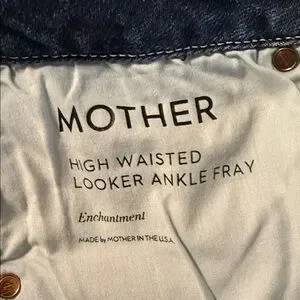 MOTHER
HIGH WAISTED
LOOKER ANKLE FRAY
Enchantment
MADE by MOTHER IN THE U.S.A.